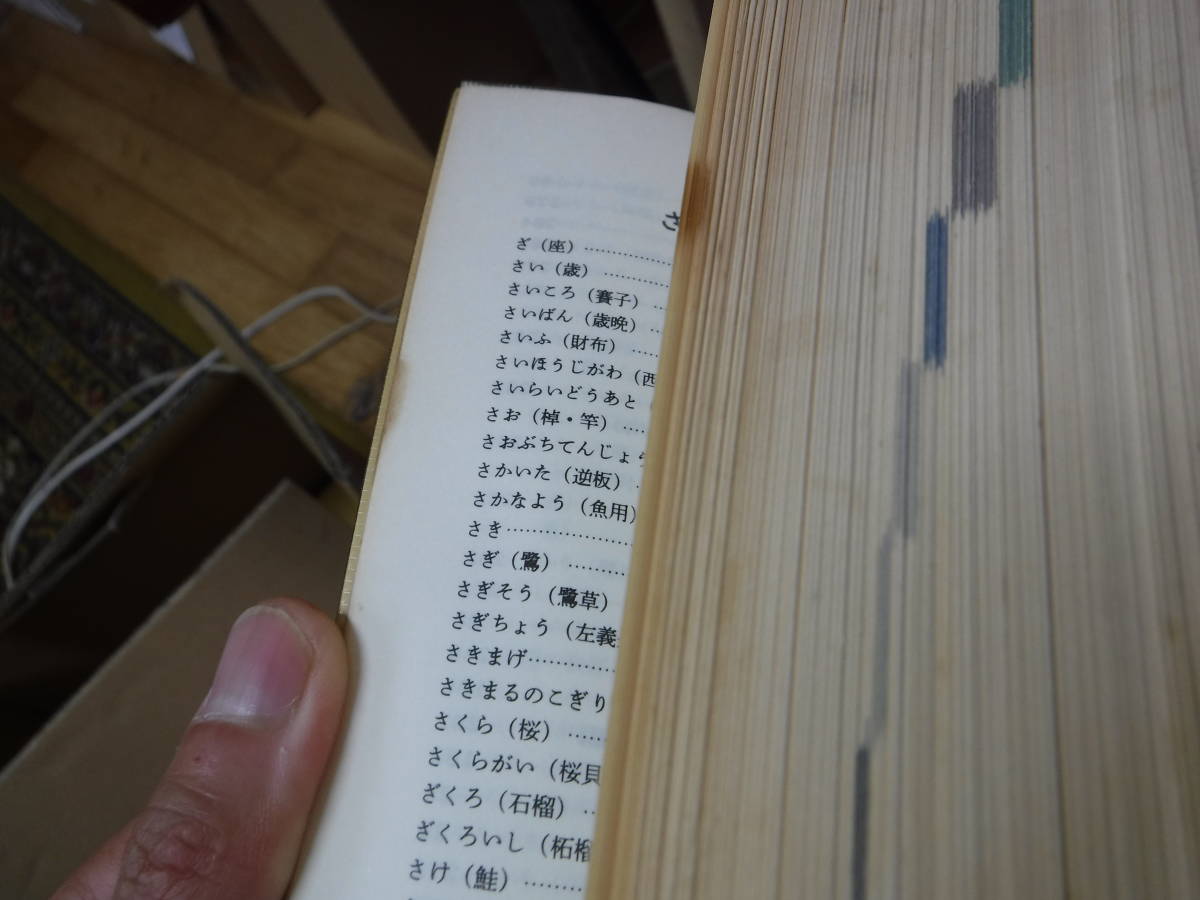 さ
ざ（座）…………
さい（歳）…………
さいころ（賽子）…
さいばん（歳晩）…
さいふ（財布）……
さいほうじがわ（西
さいらいどうあと（
さお（棹・竿）……
さおぶちてんじょう
さかいた（逆板）…
さかなよう（魚用）
さき…………………
さぎ（鷺）…………
さぎそう（鷺草）
さぎちょう（左義
さきまげ……………
さきまるのこぎり
さくら（桜）………
さくらがい（桜貝
ざくろ（石榴）…
ざくろいし（柘榴
さけ（鮭）…………